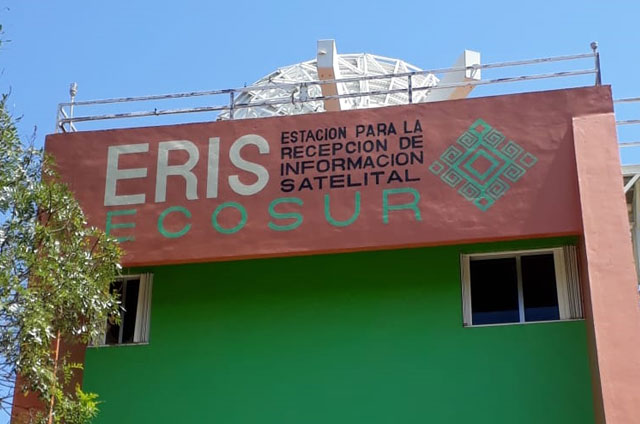 ERIS
ESTACION PARA LA
RECEPCION DE
INFORMACION
SATELITAL
ECOSUR